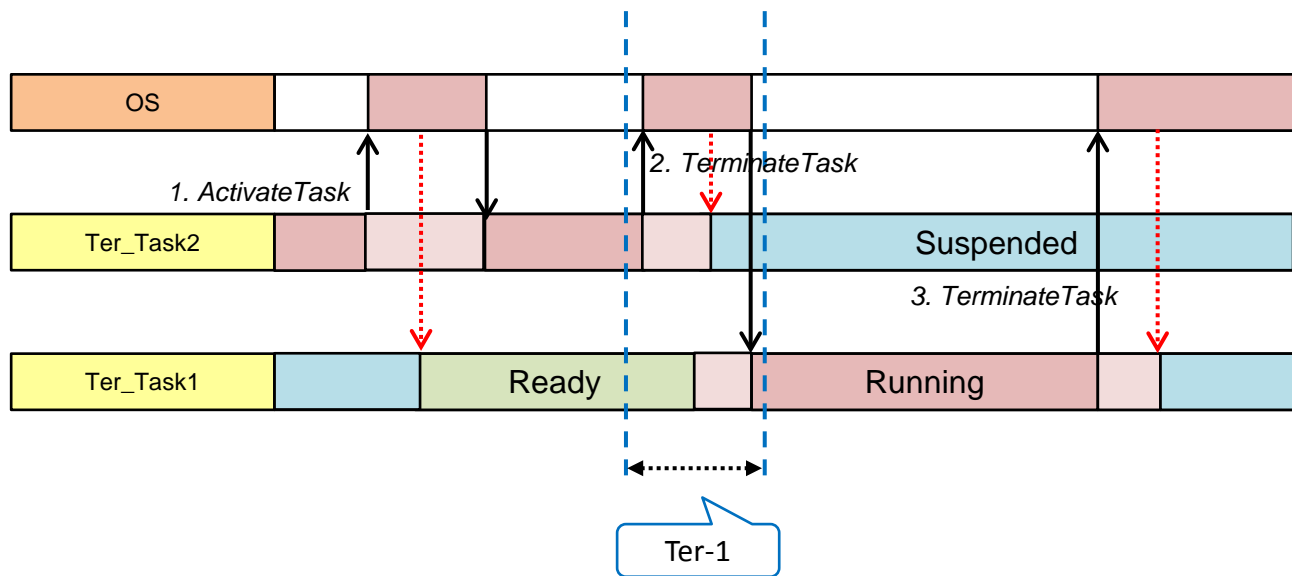 OS
2. TerminateTask
1. ActivateTask
Ter_Task2
Suspended
3. TerminateTask
Ter_Task1
Ready
Running
Ter-1